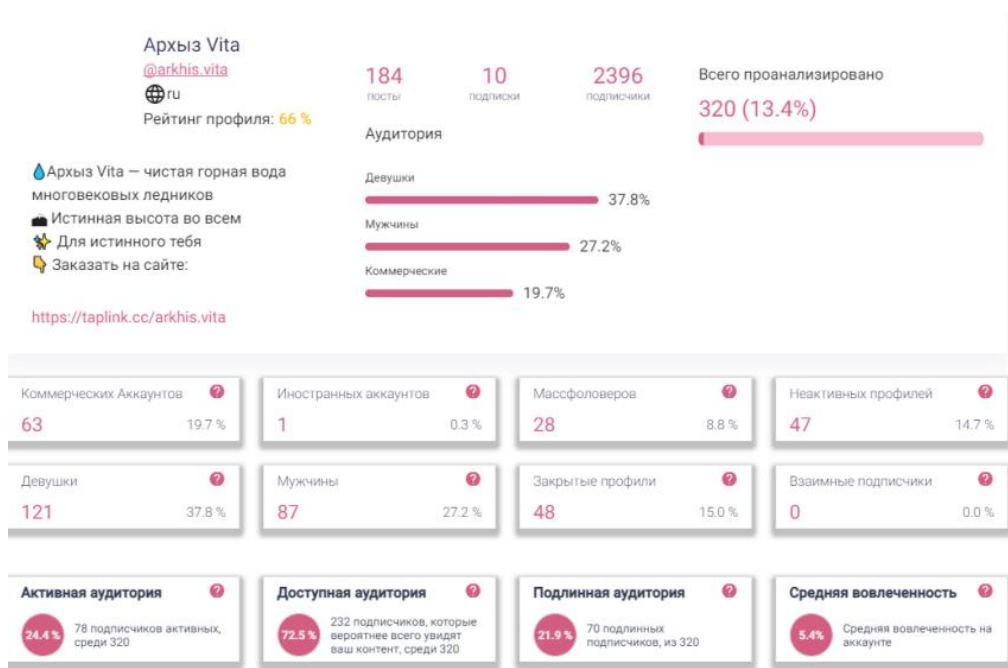 Архыз Vita
@arkhis.vita
ru
Рейтинг профиля: 66 %
💧Архыз Vita — чистая горная вода
многовековых ледников
🗻 Истинная высота во всем
✨ Для истинного тебя
👇 Заказать на сайте:
https://taplink.cc/arkhis.vita
184 10 2396
посты подписки подписчики
Аудитория
Девушки
37.8%
Мужчины
27.2%
Коммерческие
19.7%
Всего проанализировано
320 (13.4%)
Коммерческих Аккаунтов ?
63 19.7 %
Иностранных аккаунтов ?
1 0.3 %
Массфоловеров ?
28 8.8 %
Неактивных профилей ?
47 14.7 %
Девушки ?
121 37.8 %
Мужчины ?
87 27.2 %
Закрытые профили ?
48 15.0 %
Взаимные подписчики ?
0 0.0 %
Активная аудитория ?
24.4 %
78 подписчиков активных,
среди 320
Доступная аудитория ?
72.5 %
232 подписчиков, которые
вероятнее всего увидят
ваш контент, среди 320
Подлинная аудитория ?
21.9 %
70 подлинных
подписчиков, из 320
Средняя вовлеченность ?
5.4%
Средняя вовлеченность на
аккаунте